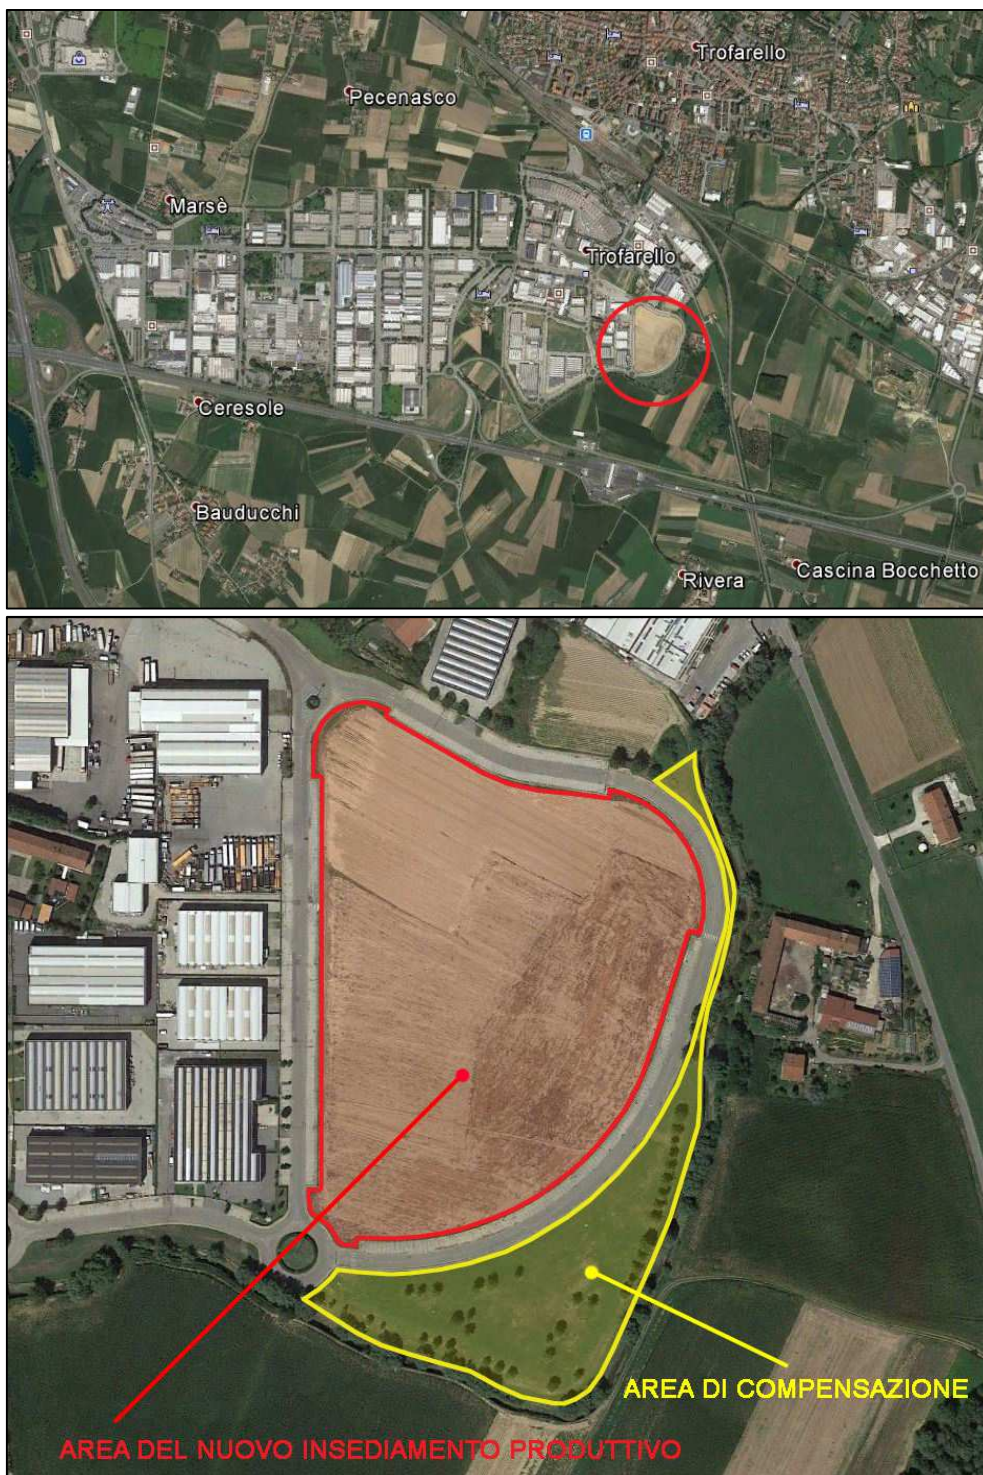 Trofarello
Pecenasco
Marsè
Trofarello
Ceresole
Bauducchi
Rivera
Cascina Bocchetto
AREA DI COMPENSAZIONE
AREA DEL NUOVO INSEDIAMENTO PRODUTTIVO